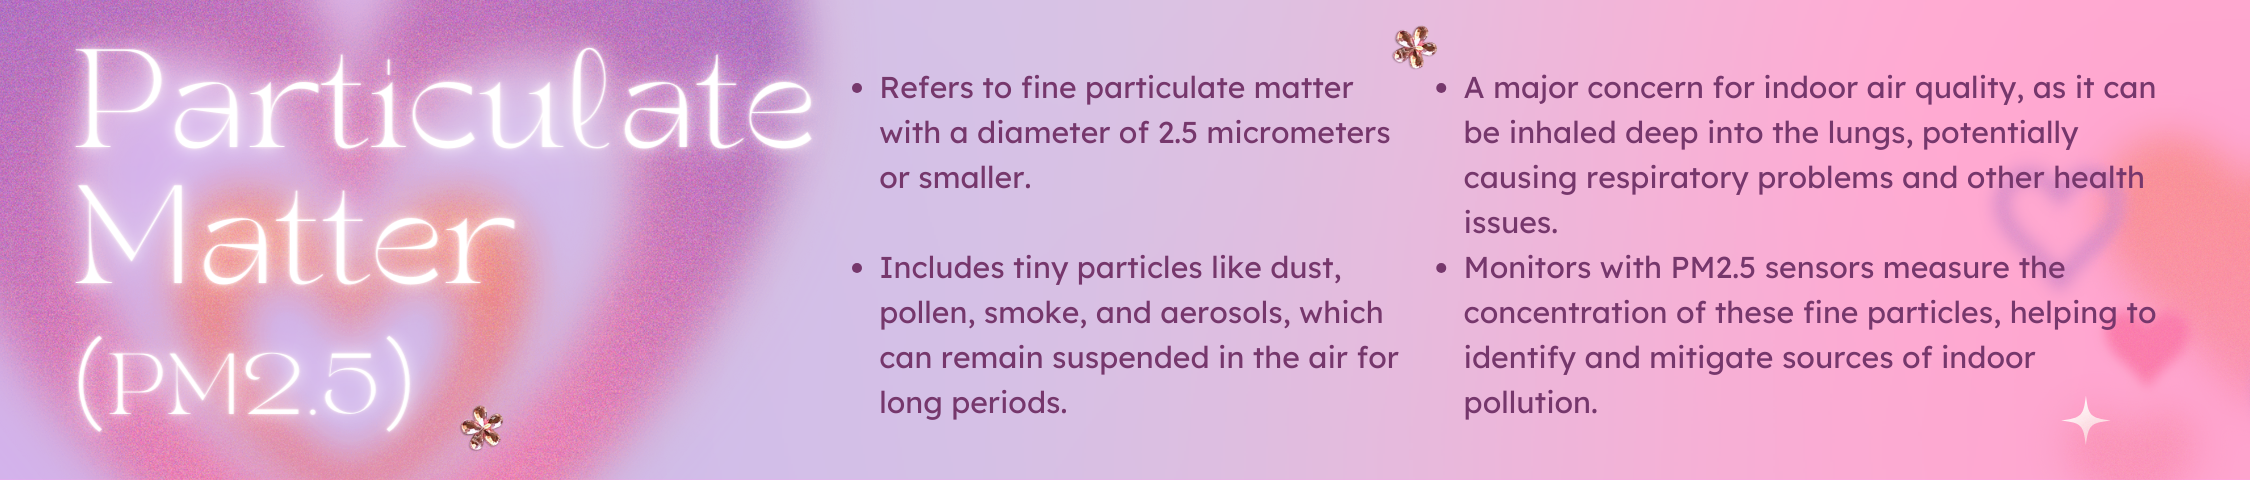 Particulate
Matter
(PM2.5)
• Refers to fine particulate matter
with a diameter of 2.5 micrometers
or smaller.
• Includes tiny particles like dust,
pollen, smoke, and aerosols, which
can remain suspended in the air for
long periods.
• A major concern for indoor air quality, as it can
be inhaled deep into the lungs, potentially
causing respiratory problems and other health
issues.
• Monitors with PM2.5 sensors measure the
concentration of these fine particles, helping to
identify and mitigate sources of indoor
pollution.